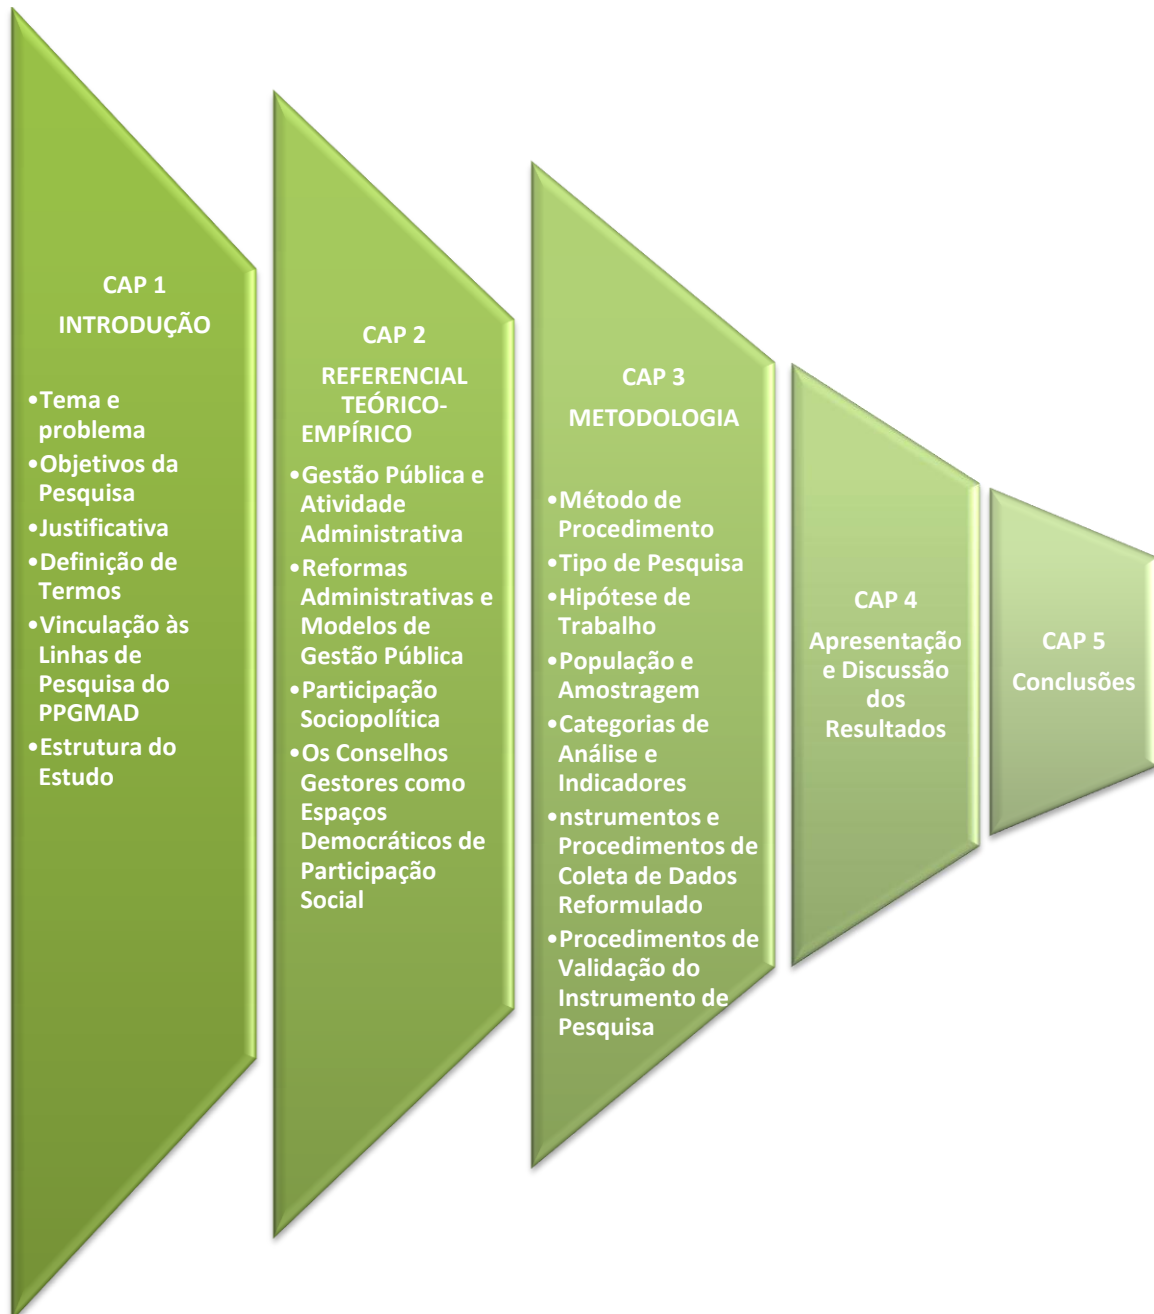 CAP 1
INTRODUÇÃO
•Tema e
problema
•Objetivos da
Pesquisa
•Justificativa
•Definição de
Termos
•Vinculação às
Linhas de
Pesquisa do
PPGMAD
•Estrutura do
Estudo
CAP 2
REFERENCIAL
TEÓRICO-
EMPÍRICO
•Gestão Pública e
Atividade
Administrativa
•Reformas
Administrativas e
Modelos de
Gestão Pública
•Participação
Sociopolítica
•Os Conselhos
Gestores como
Espaços
Democráticos de
Participação
Social
CAP 3
METODOLOGIA
•Método de
Procedimento
•Tipo de Pesquisa
•Hipótese de
Trabalho
•População e
Amostragem
•Categorias de
Análise e
Indicadores
•nstrumentos e
Procedimentos de
Coleta de Dados
Reformulado
•Procedimentos de
Validação do
Instrumento de
Pesquisa
CAP 4
Apresentação
e Discussão
dos
Resultados
CAP 5
Conclusões